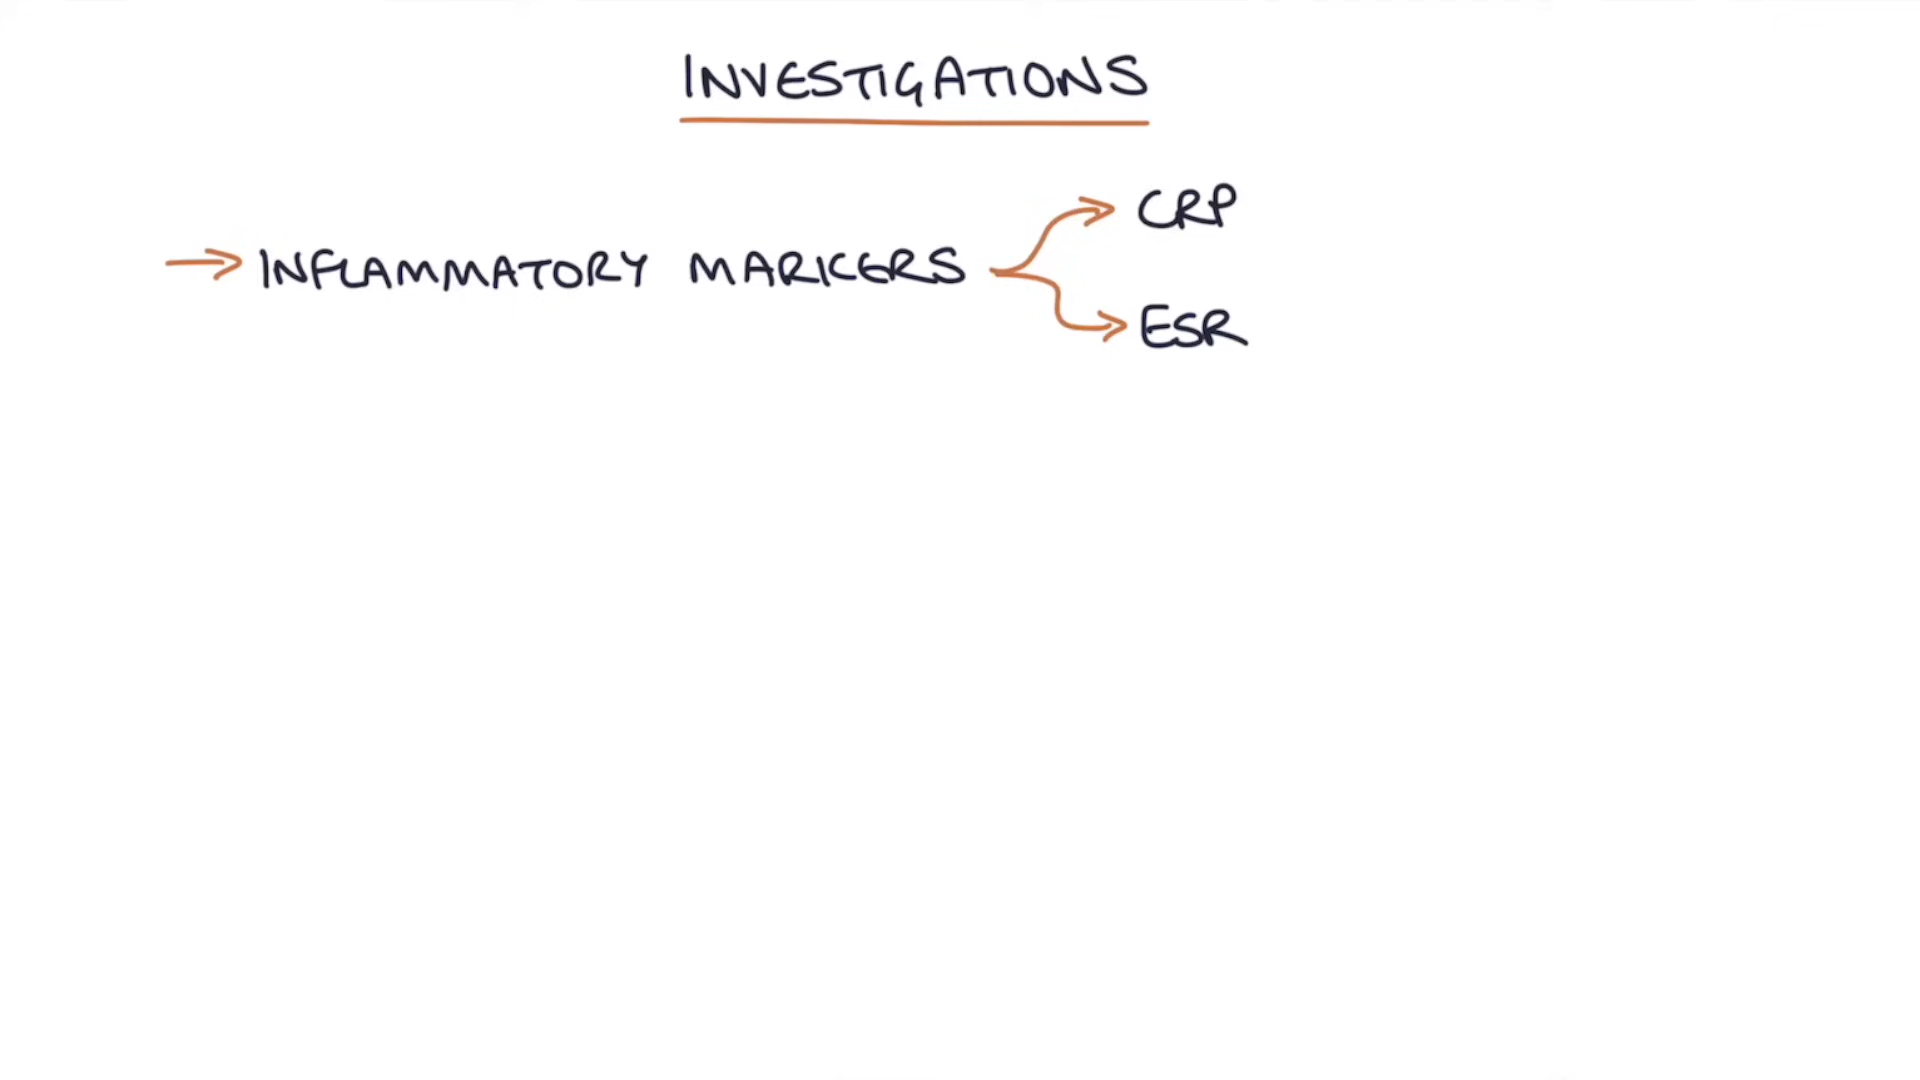 INVESTIGATIONS
→ INFLAMMATORY MARKERS
CRP
ESR